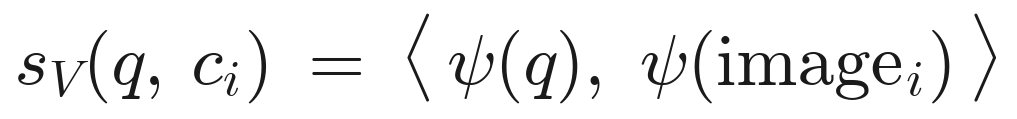 s_V(q, c_i) = ⟨ψ(q), ψ(image_i)⟩